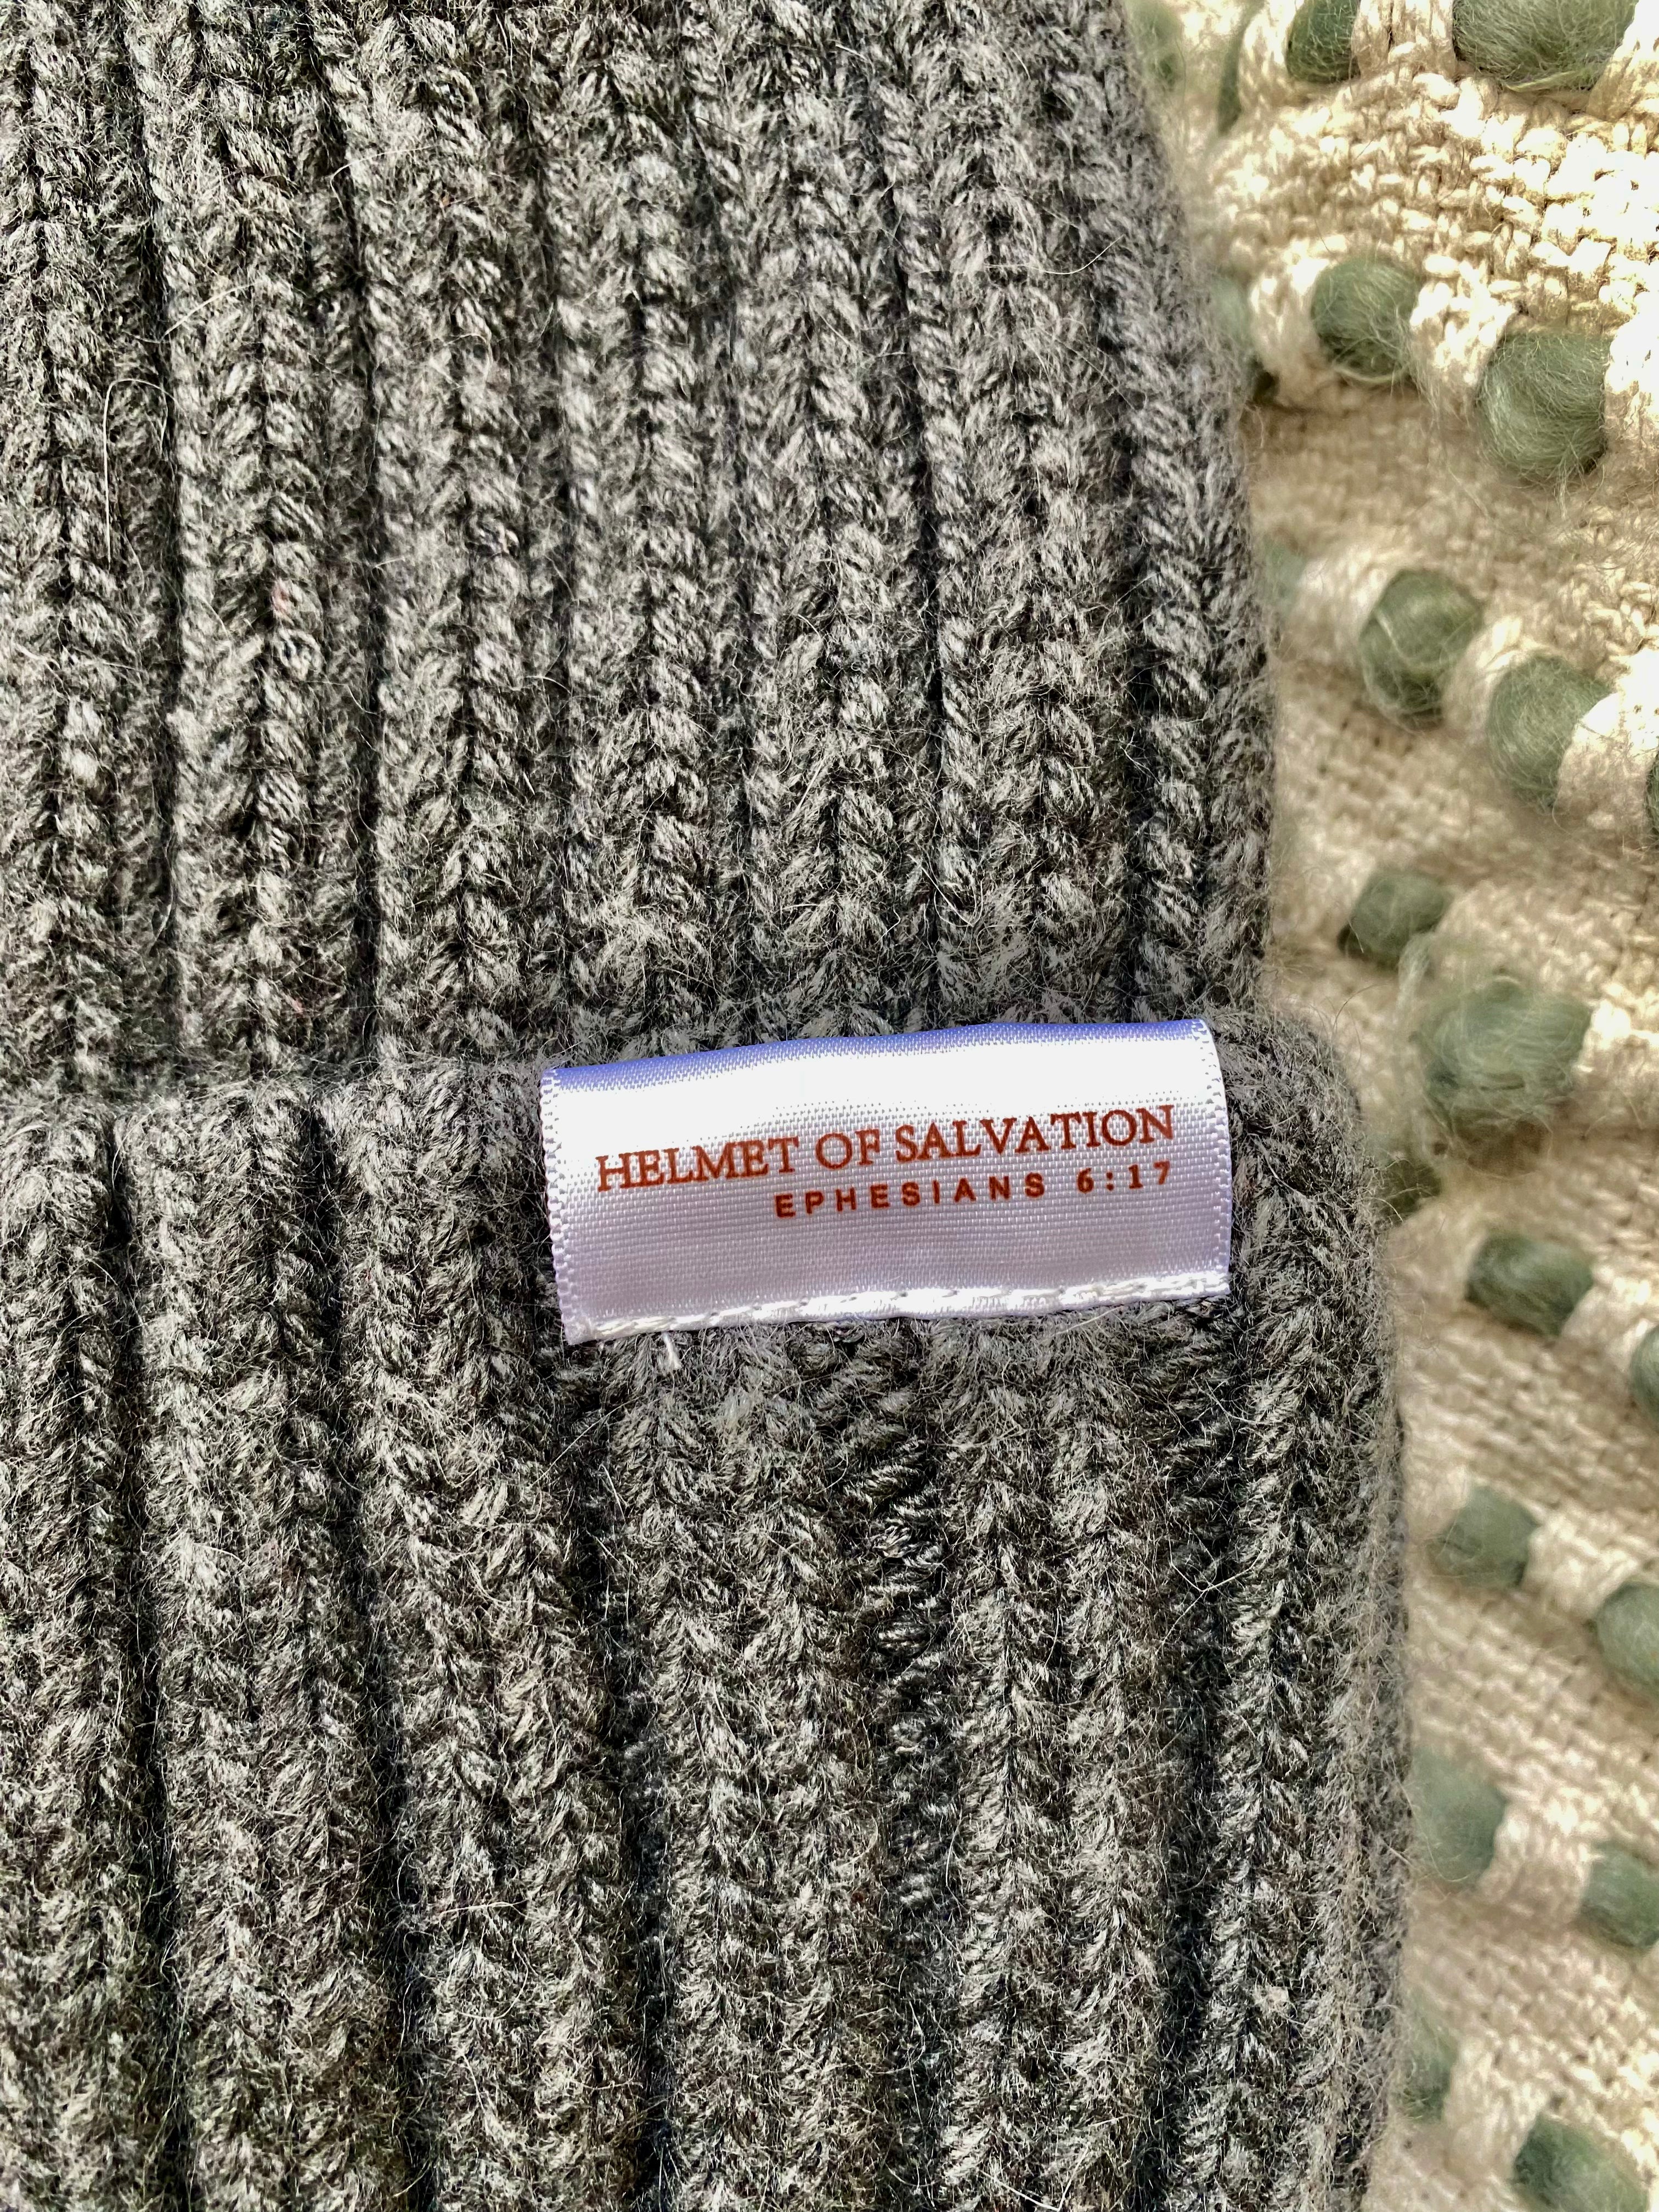 HELMET OF SALVATION
EPHESIANS 6:17